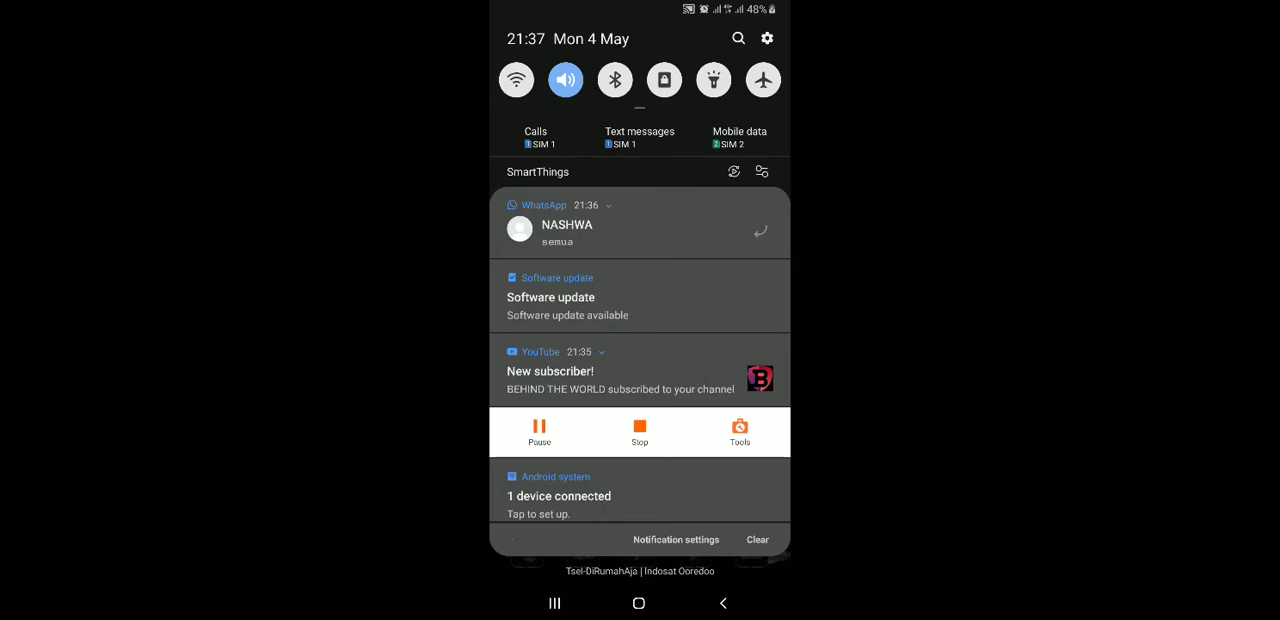 48%
21:37 Mon 4 May
Calls Text messages Mobile data
1 SIM 1 1 SIM 1 2 SIM 2
SmartThings
WhatsApp 21:36
NASHWA
semua
Software update
Software update
Software update available
YouTube 21:35
New subscriber!
BEHIND THE WORLD subscribed to your channel
B
Pause Stop Tools
Android system
1 device connected
Tap to set up.
Notification settings Clear
Tsel-DiRumahAja | Indosat Ooredoo